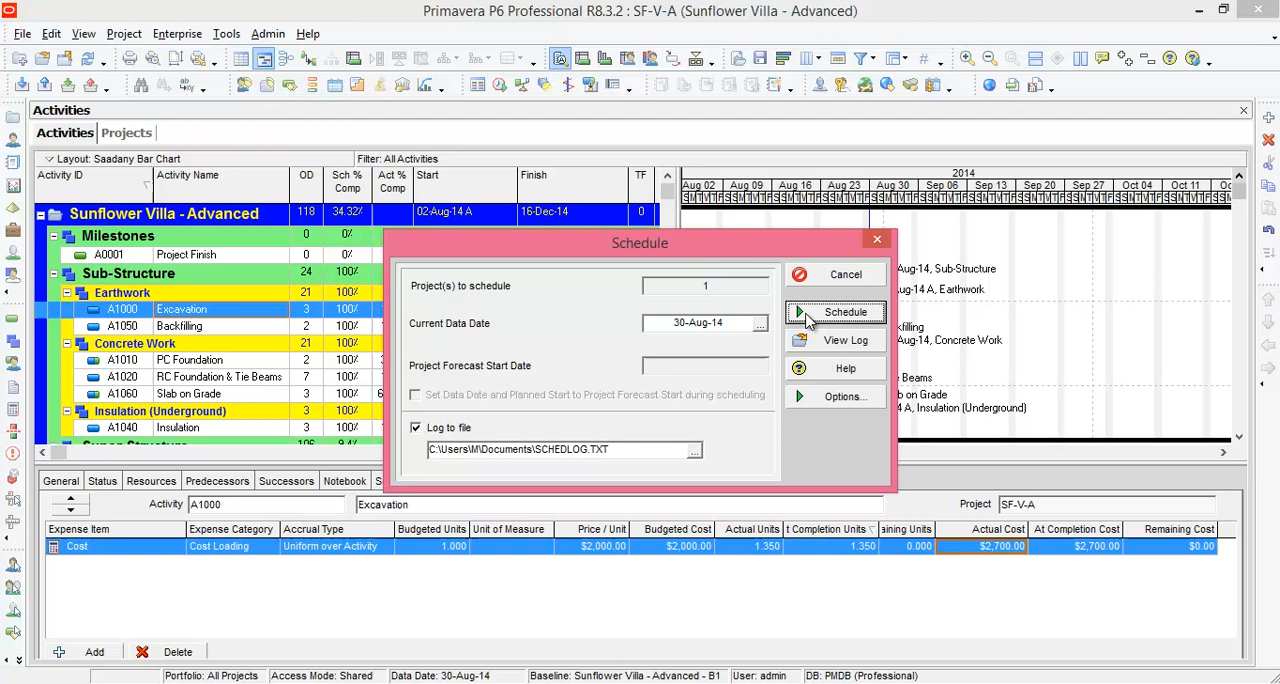 Primavera P6 Professional R8.3.2 : SF-V-A (Sunflower Villa - Advanced)
File Edit View Project Enterprise Tools Admin Help
Activities
Activities Projects
Layout: Saadany Bar Chart Filter: All Activities
Activity ID Activity Name OD Sch % Comp Act % Comp Start Finish TF
2014
Aug 02 Aug 09 Aug 16 Aug 23 Aug 30 Sep 06 Sep 13 Sep 20 Sep 27 Oct 04 Oct 11
Sunflower Villa - Advanced 118 34.32% 02-Aug-14 A 16-Dec-14 0
Milestones 0 0%
A0001 Project Finish 0 0%
Sub-Structure 24 100% Aug-14, Sub-Structure
Earthwork 21 100% Aug-14 A, Earthwork
A1000 Excavation 3 100%
A1050 Backfilling 2 100% kfilling
Concrete Work 21 100% Aug-14, Concrete Work
A1010 PC Foundation 2 100%
A1020 RC Foundation & Tie Beams 7 100% e Beams
A1060 Slab on Grade 3 100% 6 Slab on Grade
Insulation (Underground) 2 100% 4 A, Insulation (Underground)
A1040 Insulation 2 100%
Super-Structure 106 9.4%
Schedule
Project(s) to schedule 1
Current Data Date 30-Aug-14 ...
Project Forecast Start Date
Set Data Date and Planned Start to Project Forecast Start during scheduling
Log to file
C:\Users\M\Documents\SCHEDLOG.TXT ...
Cancel
Schedule
View Log
Help
Options...
General Status Resources Predecessors Successors Notebook S
Activity A1000 Excavation Project SF-V-A
Expense Item Expense Category Accrual Type Budgeted Units Unit of Measure Price / Unit Budgeted Cost Actual Units t Completion Units ining Units Actual Cost At Completion Cost Remaining Cost
Cost Cost Loading Uniform over Activity 1.000 $2,000.00 $2,000.00 1.350 1.350 0.000 $2,700.00 $2,700.00 $0.00
Add Delete
Portfolio: All Projects Access Mode: Shared Data Date: 30-Aug-14 Baseline: Sunflower Villa - Advanced - B1 User: admin DB: PMDB (Professional)